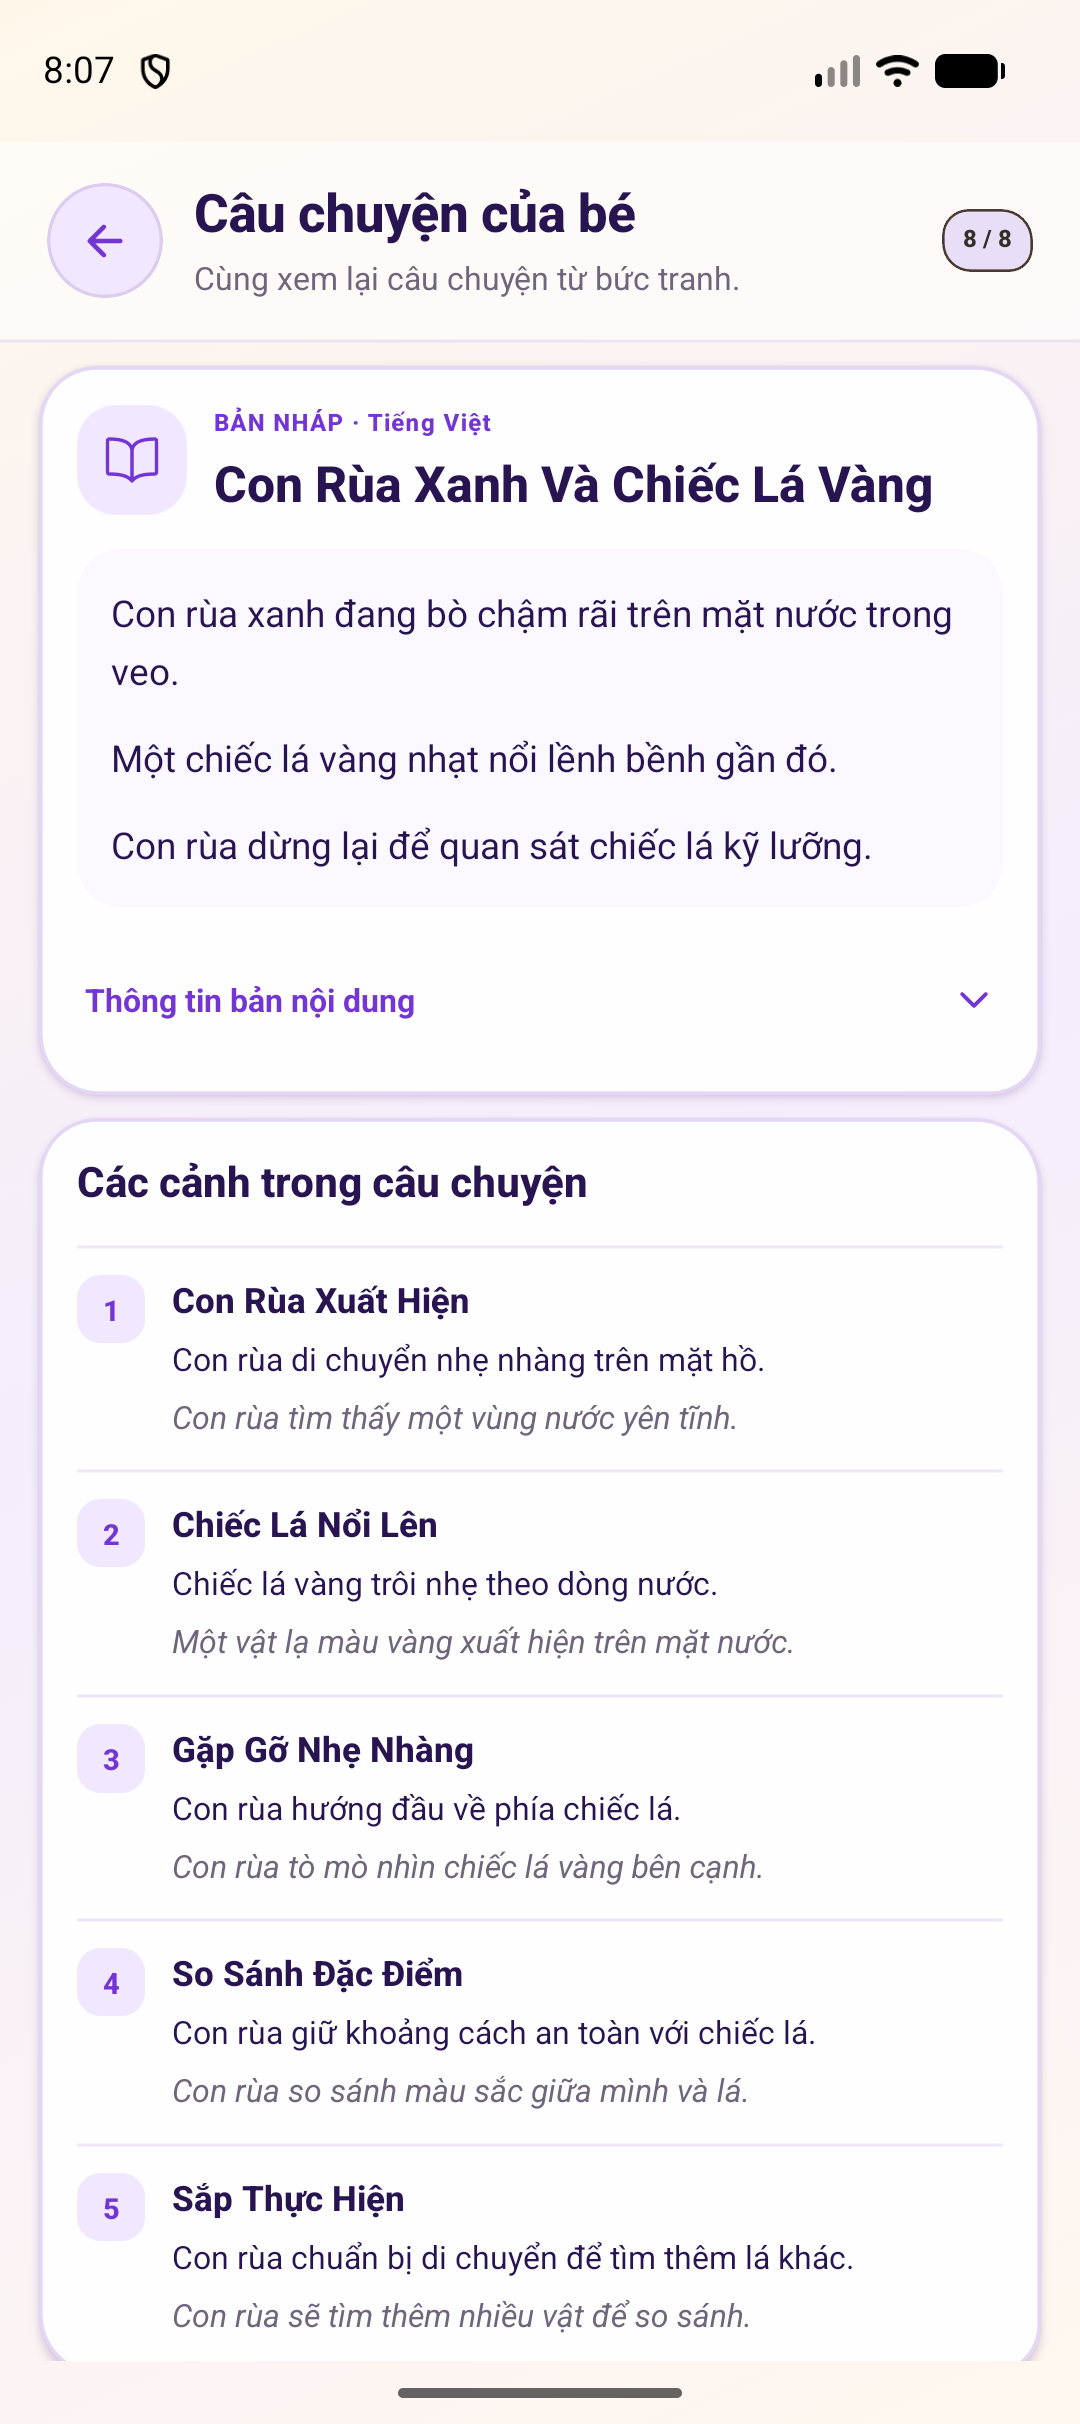 8:07
Câu chuyện của bé
Cùng xem lại câu chuyện từ bức tranh.
8 / 8
BẢN NHÁP · Tiếng Việt
Con Rùa Xanh Và Chiếc Lá Vàng
Con rùa xanh đang bò chậm rãi trên mặt nước trong
veo.
Một chiếc lá vàng nhạt nổi lềnh bềnh gần đó.
Con rùa dừng lại để quan sát chiếc lá kỹ lưỡng.
Thông tin bản nội dung
Các cảnh trong câu chuyện
1
Con Rùa Xuất Hiện
Con rùa di chuyển nhẹ nhàng trên mặt hồ.
Con rùa tìm thấy một vùng nước yên tĩnh.
2
Chiếc Lá Nổi Lên
Chiếc lá vàng trôi nhẹ theo dòng nước.
Một vật lạ màu vàng xuất hiện trên mặt nước.
3
Gặp Gỡ Nhẹ Nhàng
Con rùa hướng đầu về phía chiếc lá.
Con rùa tò mò nhìn chiếc lá vàng bên cạnh.
4
So Sánh Đặc Điểm
Con rùa giữ khoảng cách an toàn với chiếc lá.
Con rùa so sánh màu sắc giữa mình và lá.
5
Sắp Thực Hiện
Con rùa chuẩn bị di chuyển để tìm thêm lá khác.
Con rùa sẽ tìm thêm nhiều vật để so sánh.